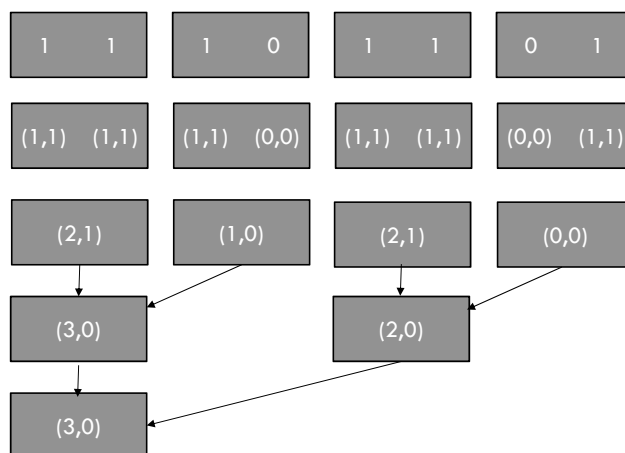 1 1 1 0 1 1 0 1
(1,1) (1,1) (1,1) (0,0) (1,1) (1,1) (0,0) (1,1)
(2,1) (1,0) (2,1) (0,0)
(3,0) (2,0)
(3,0)